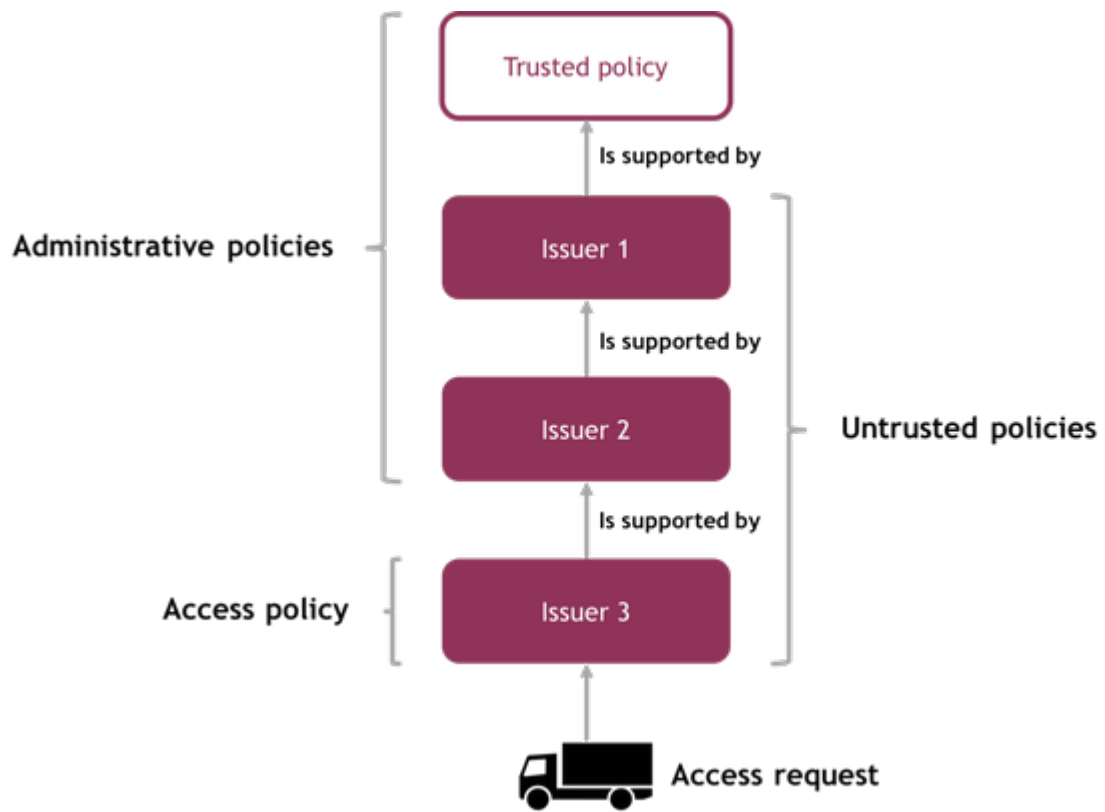 Trusted policy
Is supported by
Administrative policies
Issuer 1
Is supported by
Issuer 2
Untrusted policies
Is supported by
Access policy
Issuer 3
Access request